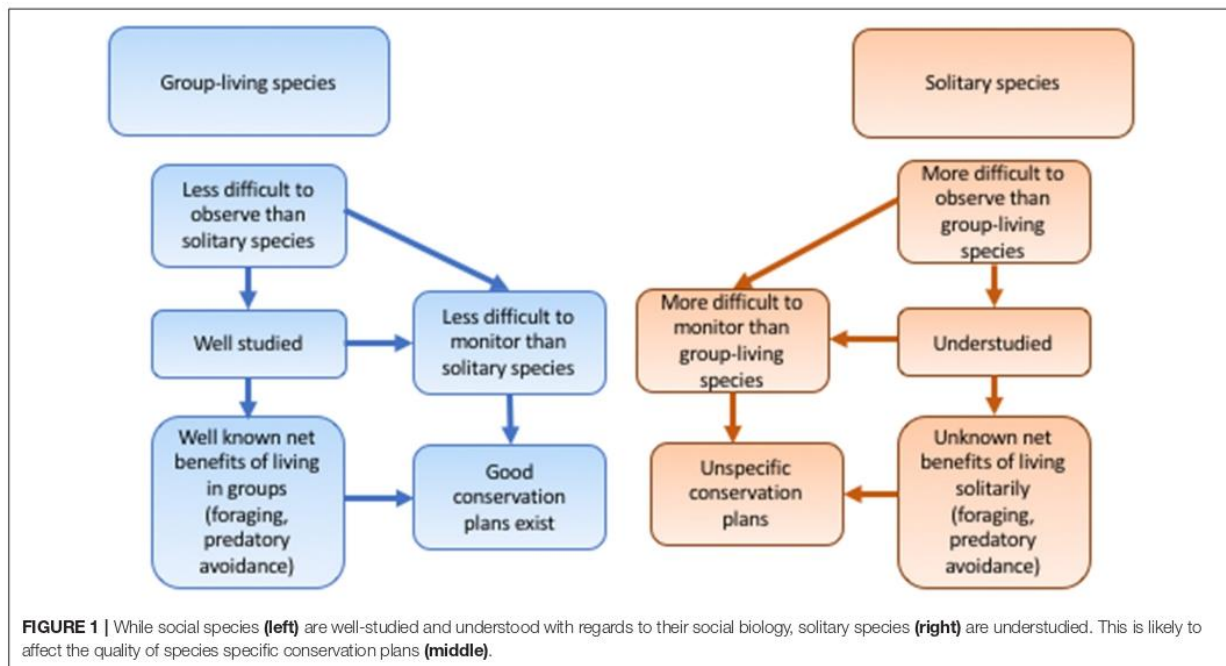 Group-living species
Solitary species
Less difficult to
observe than
solitary species
More difficult to
observe than
group-living
species
Well studied
Less difficult to
monitor than
solitary species
More difficult to
monitor than
group-living
species
Understudied
Well known net
benefits of living
in groups
(foraging,
predatory
avoidance)
Good
conservation
plans exist
Unspecific
conservation
plans
Unknown net
benefits of living
solitarily
(foraging,
predatory
avoidance)
FIGURE 1 | While social species (left) are well-studied and understood with regards to their social biology, solitary species (right) are understudied. This is likely to
affect the quality of species specific conservation plans (middle).